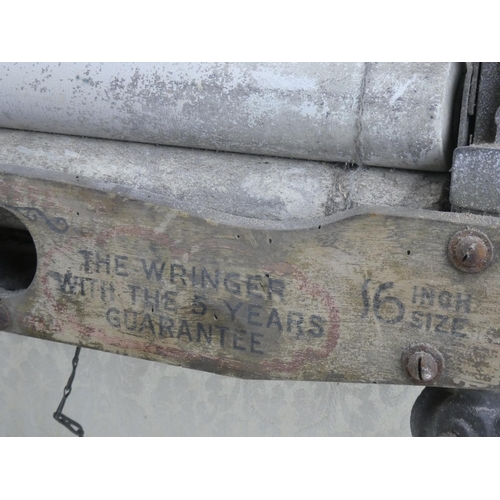 THE WRINGER
WITH THE 5 YEARS
GUARANTEE
16 INCH
SIZE